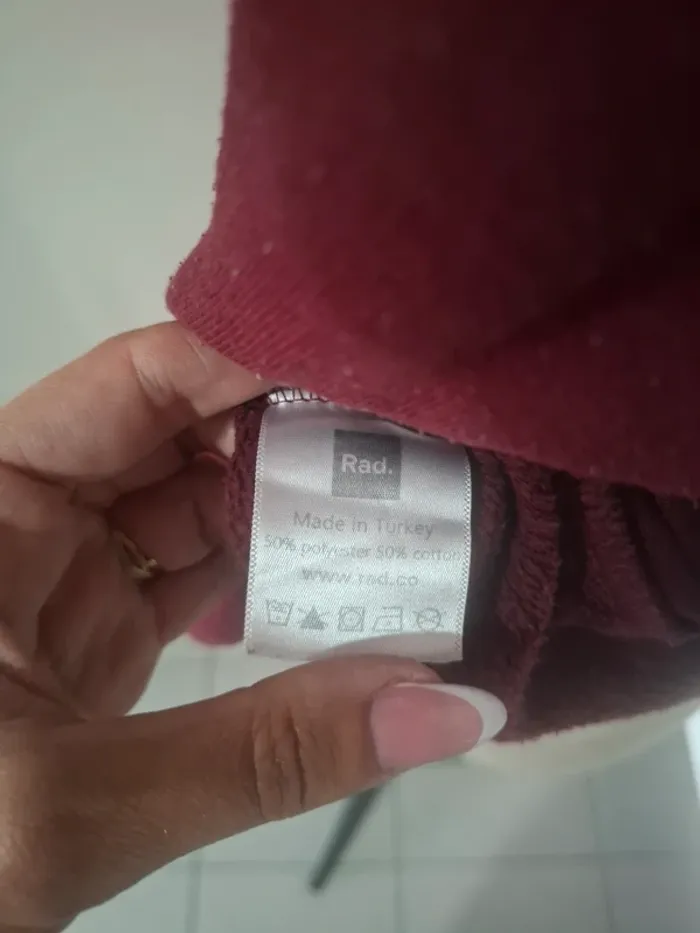 Rad.
Made in Turkey
50% polyester 50% cotton
www.rad.co